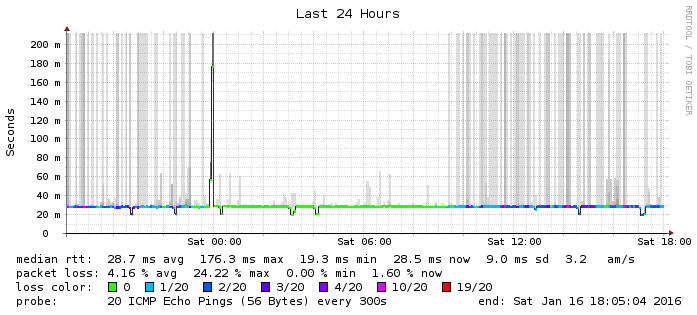 Last 24 Hours
RRDTOOL / TOBI OETIKER
Seconds
200 m
180 m
160 m
140 m
120 m
100 m
80 m
60 m
40 m
20 m
0
Sat 00:00 Sat 06:00 Sat 12:00 Sat 18:00
median rtt: 28.7 ms avg 176.3 ms max 19.3 ms min 28.5 ms now 9.0 ms sd 3.2 am/s
packet loss: 4.16 % avg 24.22 % max 0.00 % min 1.60 % now
loss color: 0 1/20 2/20 3/20 4/20 10/20 19/20
probe: 20 ICMP Echo Pings (56 Bytes) every 300s end: Sat Jan 16 18:05:04 2016